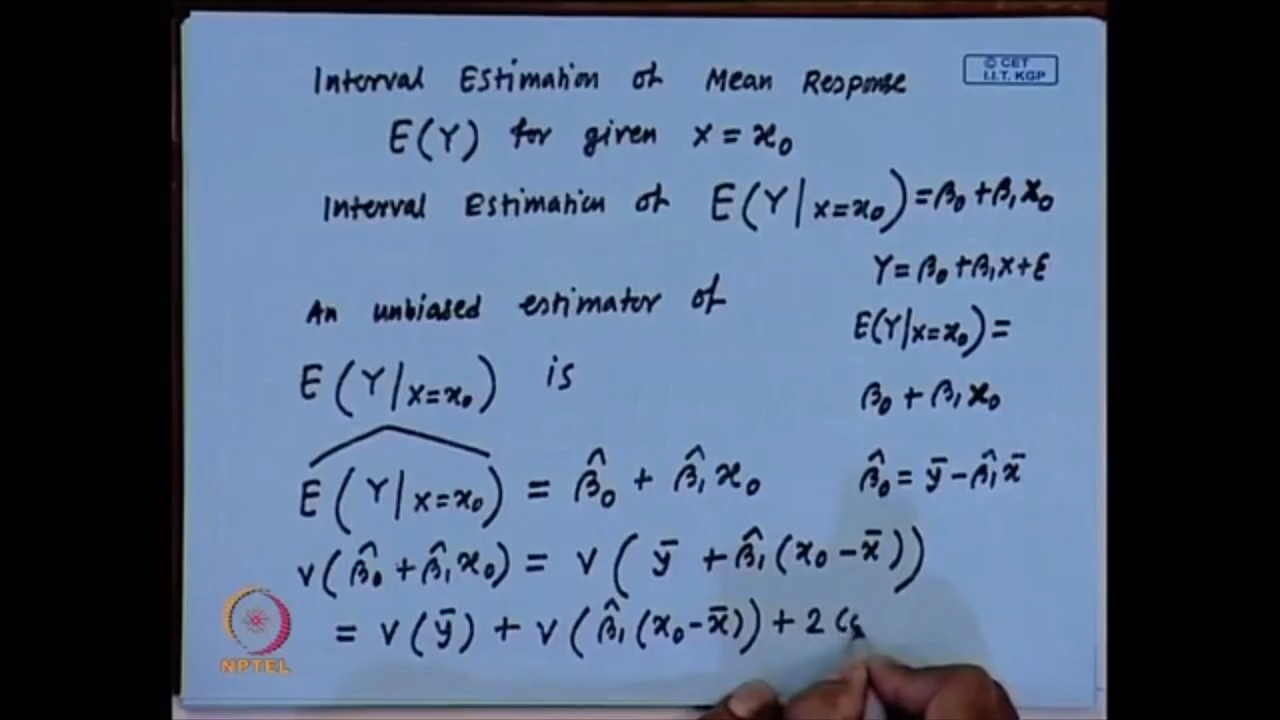 Interval Estimation of Mean Response
© CET
I.I.T. KGP
E(Y) for given X = x₀
Interval Estimation of E(Y|X=x₀) = β₀ + β₁x₀
Y = β₀ + β₁X + ε
An unbiased estimator of
E(Y|X=x₀) =
E(Y|X=x₀) is
β₀ + β₁x₀
\widehat{E(Y|X=x₀)} = β̂₀ + β̂₁x₀
β̂₀ = ȳ − β̂₁x̄
V(β̂₀ + β̂₁x₀) = V(ȳ + β̂₁(x₀ − x̄))
= V(ȳ) + V(β̂₁(x₀ − x̄)) + 2
NPTEL